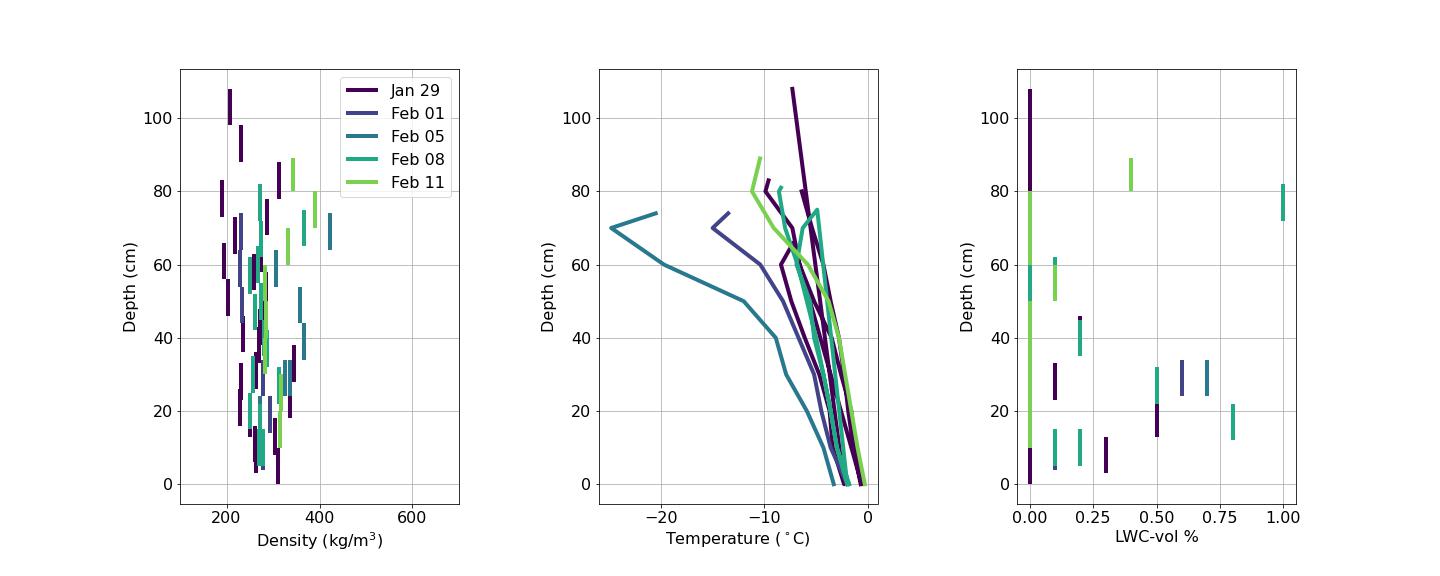 Depth (cm)
100
80
60
40
20
0
200
400
600
Density (kg/m³)
Jan 29
Feb 01
Feb 05
Feb 08
Feb 11
Depth (cm)
100
80
60
40
20
0
−20
−10
0
Temperature (°C)
Depth (cm)
100
80
60
40
20
0
0.00
0.25
0.50
0.75
1.00
LWC-vol %